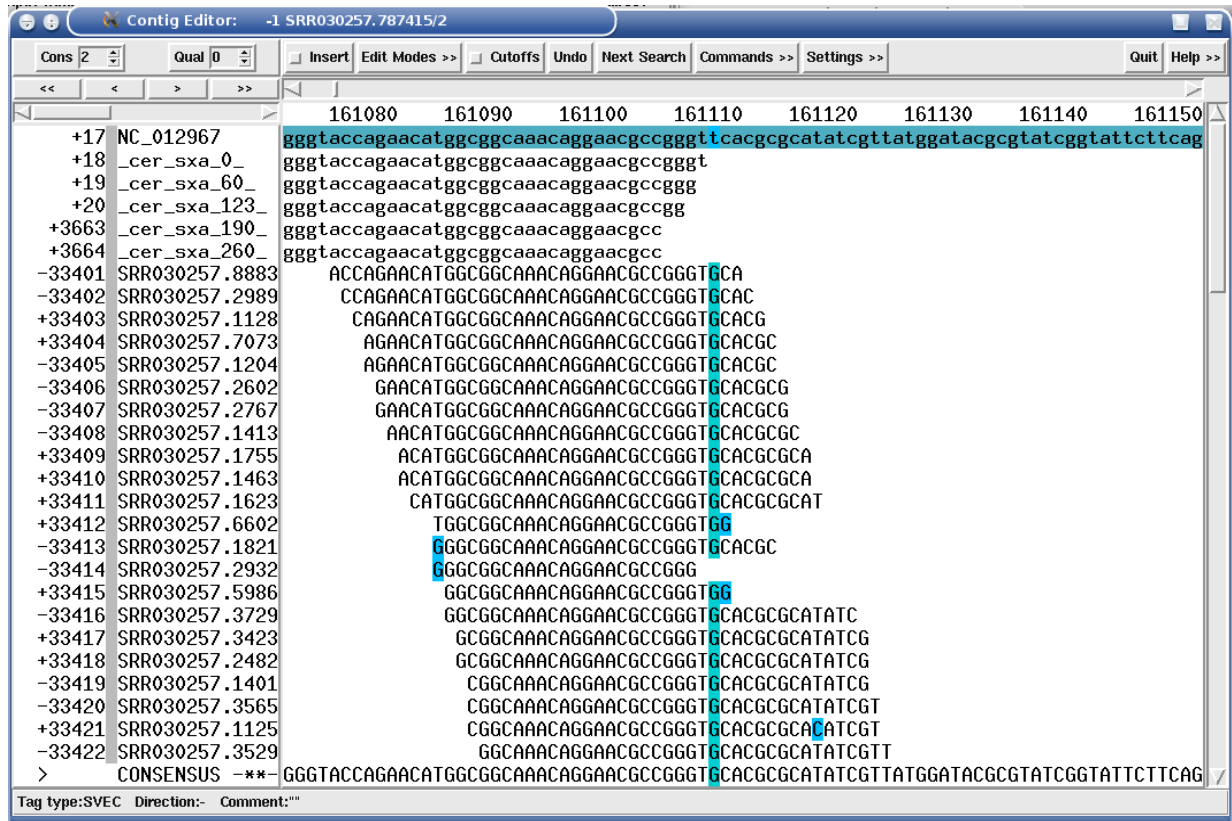 Contig Editor: -1 SRR030257.787415/2
Cons 2 Qual 0 Insert Edit Modes >> Cutoffs Undo Next Search Commands >> Settings >> Quit Help >>
<< < > >>
161080 161090 161100 161110 161120 161130 161140 161150
+17 NC_012967 gggtaccagaacatggcggcaaacaggaacgccgggttcacgcgcatatcgttatggatacgcgtatcggtattcttcag
+18 _cer_sxa_0_ gggtaccagaacatggcggcaaacaggaacgccgggt
+19 _cer_sxa_60_ gggtaccagaacatggcggcaaacaggaacgccggg
+20 _cer_sxa_123_ gggtaccagaacatggcggcaaacaggaacgccgg
+3663 _cer_sxa_190_ gggtaccagaacatggcggcaaacaggaacgcc
+3664 _cer_sxa_260_ gggtaccagaacatggcggcaaacaggaacgcc
-33401 SRR030257.8883 ACCAGAACATGGCGGCAAACAGGAACGCCGGGTGCA
-33402 SRR030257.2989 CCAGAACATGGCGGCAAACAGGAACGCCGGGTGCAC
+33403 SRR030257.1128 CAGAACATGGCGGCAAACAGGAACGCCGGGTGCACG
+33404 SRR030257.7073 AGAACATGGCGGCAAACAGGAACGCCGGGTGCACGC
-33405 SRR030257.1204 AGAACATGGCGGCAAACAGGAACGCCGGGTGCACGC
-33406 SRR030257.2602 GAACATGGCGGCAAACAGGAACGCCGGGTGCACGCG
-33407 SRR030257.2767 GAACATGGCGGCAAACAGGAACGCCGGGTGCACGCG
-33408 SRR030257.1413 AACATGGCGGCAAACAGGAACGCCGGGTGCACGCGC
+33409 SRR030257.1755 ACATGGCGGCAAACAGGAACGCCGGGTGCACGCGCA
+33410 SRR030257.1463 ACATGGCGGCAAACAGGAACGCCGGGTGCACGCGCA
+33411 SRR030257.1623 CATGGCGGCAAACAGGAACGCCGGGTGCACGCGCAT
+33412 SRR030257.6602 TGGCGGCAAACAGGAACGCCGGGTGG
-33413 SRR030257.1821 GGGCGGCAAACAGGAACGCCGGGTGCACGC
-33414 SRR030257.2932 GGGCGGCAAACAGGAACGCCGGG
+33415 SRR030257.5986 GGCGGCAAACAGGAACGCCGGGTGG
-33416 SRR030257.3729 GGCGGCAAACAGGAACGCCGGGTGCACGCGCATATC
+33417 SRR030257.3423 GCGGCAAACAGGAACGCCGGGTGCACGCGCATATCG
+33418 SRR030257.2482 GCGGCAAACAGGAACGCCGGGTGCACGCGCATATCG
-33419 SRR030257.1401 CGGCAAACAGGAACGCCGGGTGCACGCGCATATCG
-33420 SRR030257.3565 CGGCAAACAGGAACGCCGGGTGCACGCGCATATCGT
+33421 SRR030257.1125 CGGCAAACAGGAACGCCGGGTGCACGCGCACATCGT
-33422 SRR030257.3529 GGCAAACAGGAACGCCGGGTGCACGCGCATATCGTT
> CONSENSUS -**- GGGTACCAGAACATGGCGGCAAACAGGAACGCCGGGTGCACGCGCATATCGTTATGGATACGCGTATCGGTATTCTTCAG
Tag type:SVEC Direction:- Comment:""